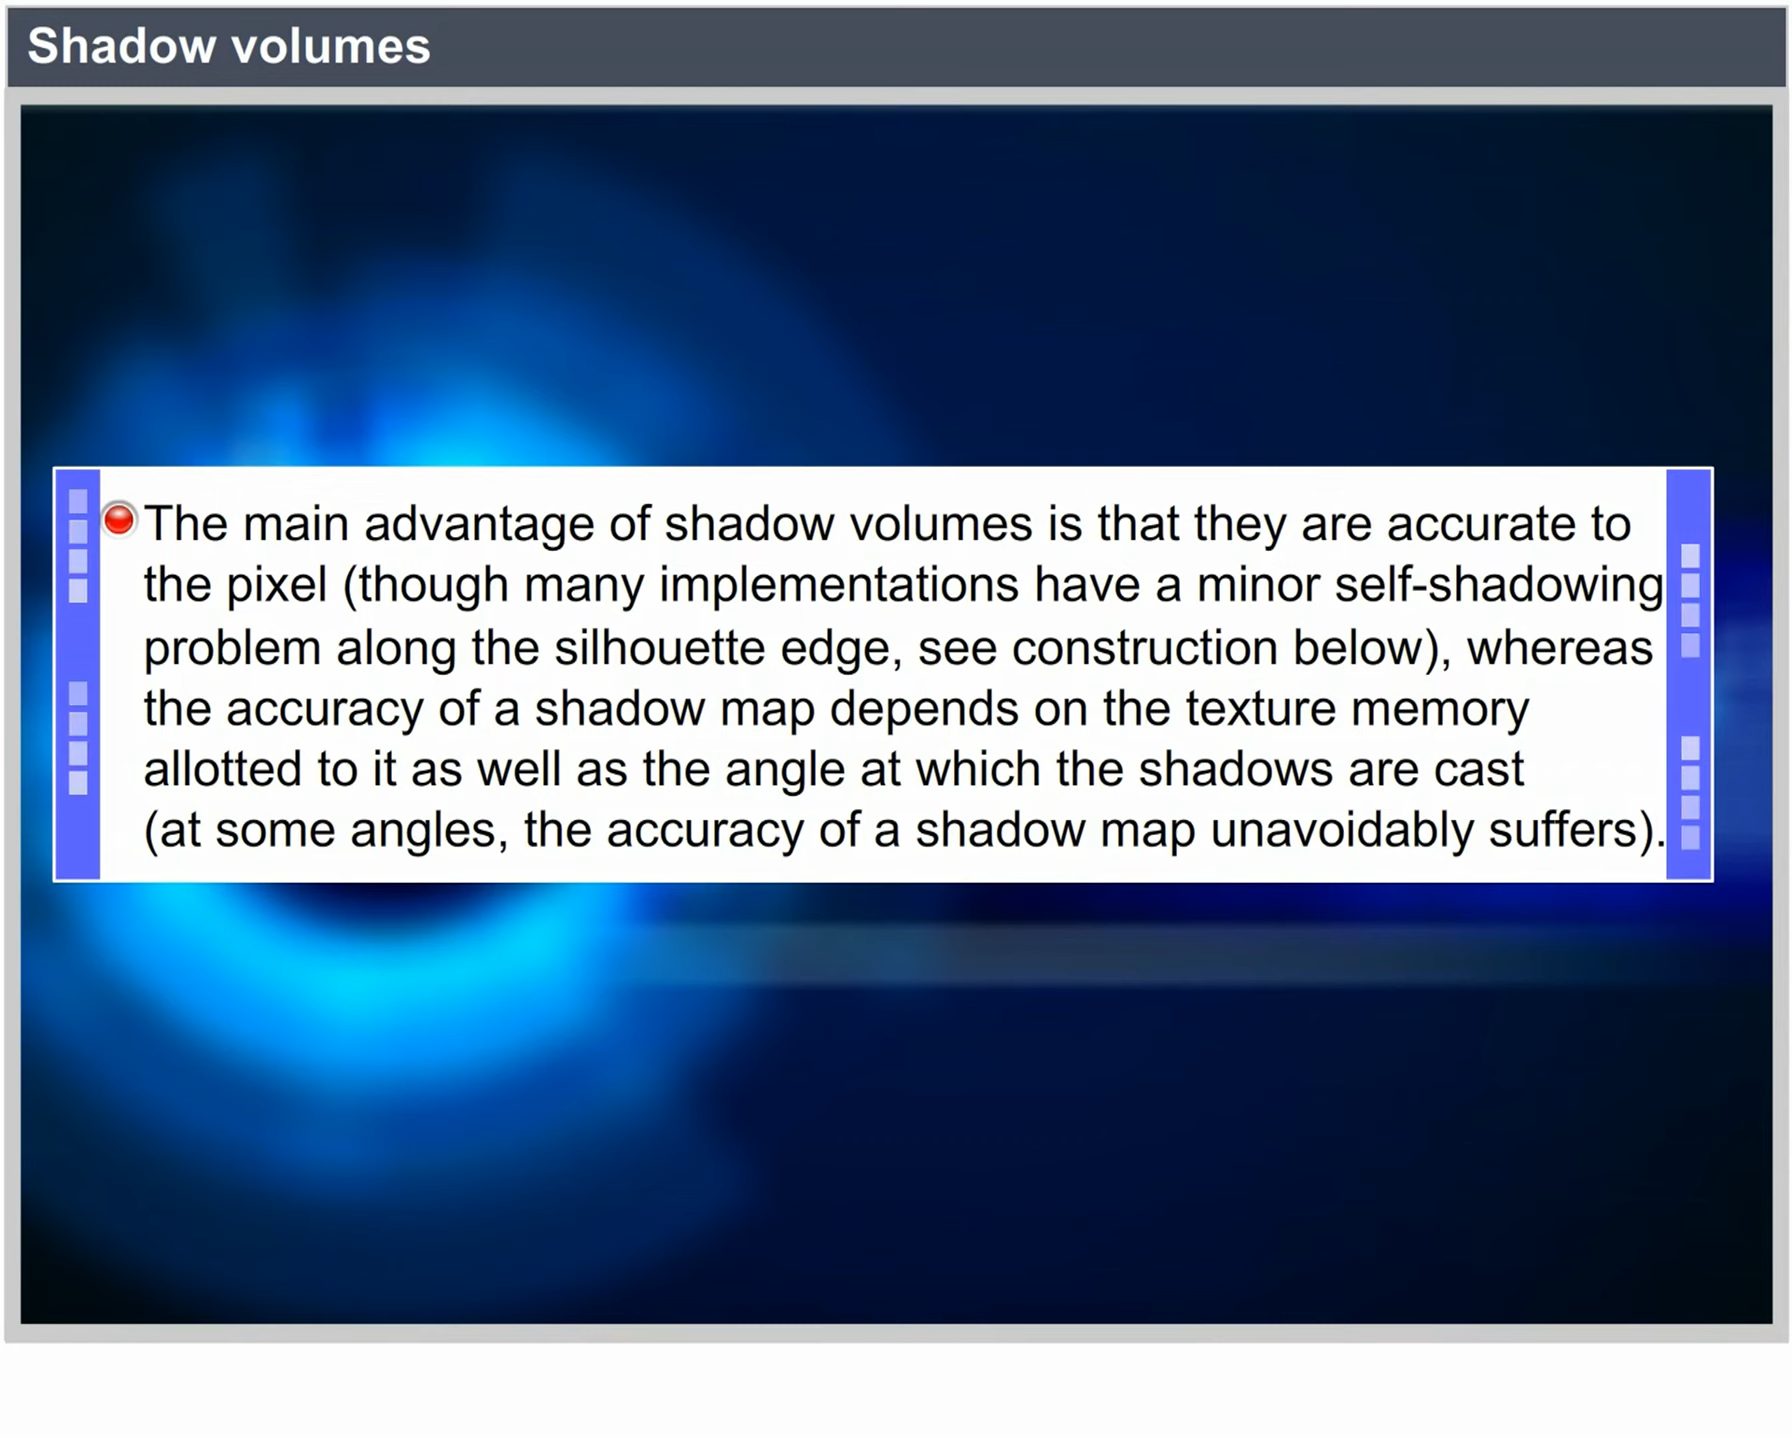 Shadow volumes
The main advantage of shadow volumes is that they are accurate to
the pixel (though many implementations have a minor self-shadowing
problem along the silhouette edge, see construction below), whereas
the accuracy of a shadow map depends on the texture memory
allotted to it as well as the angle at which the shadows are cast
(at some angles, the accuracy of a shadow map unavoidably suffers).